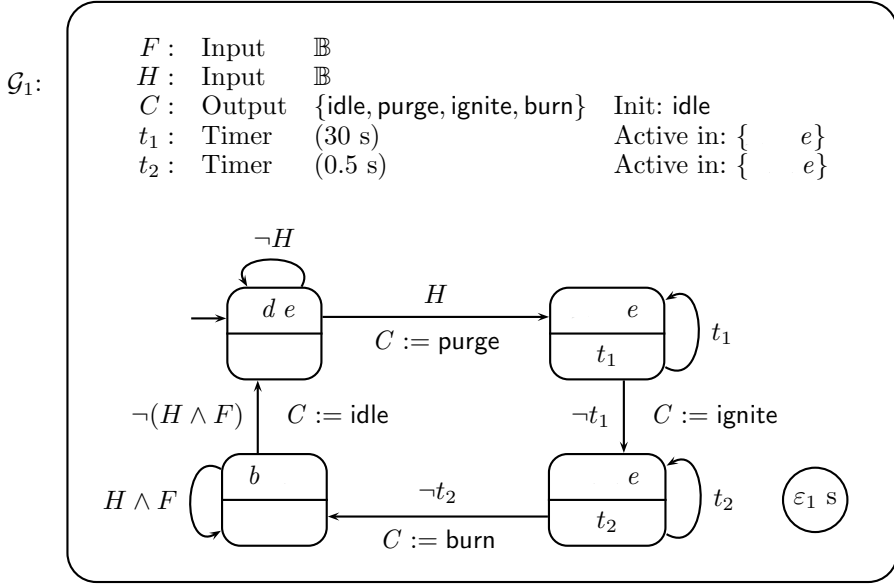 𝒢₁:
F : Input 𝔹
H : Input 𝔹
C : Output {idle, purge, ignite, burn} Init: idle
t₁ : Timer (30 s) Active in: { e}
t₂ : Timer (0.5 s) Active in: { e}
¬H
d e
H
C := purge
e
t₁
t₁
¬(H ∧ F)
C := idle
¬t₁
C := ignite
b
H ∧ F
¬t₂
C := burn
e
t₂
t₂
ε₁ s